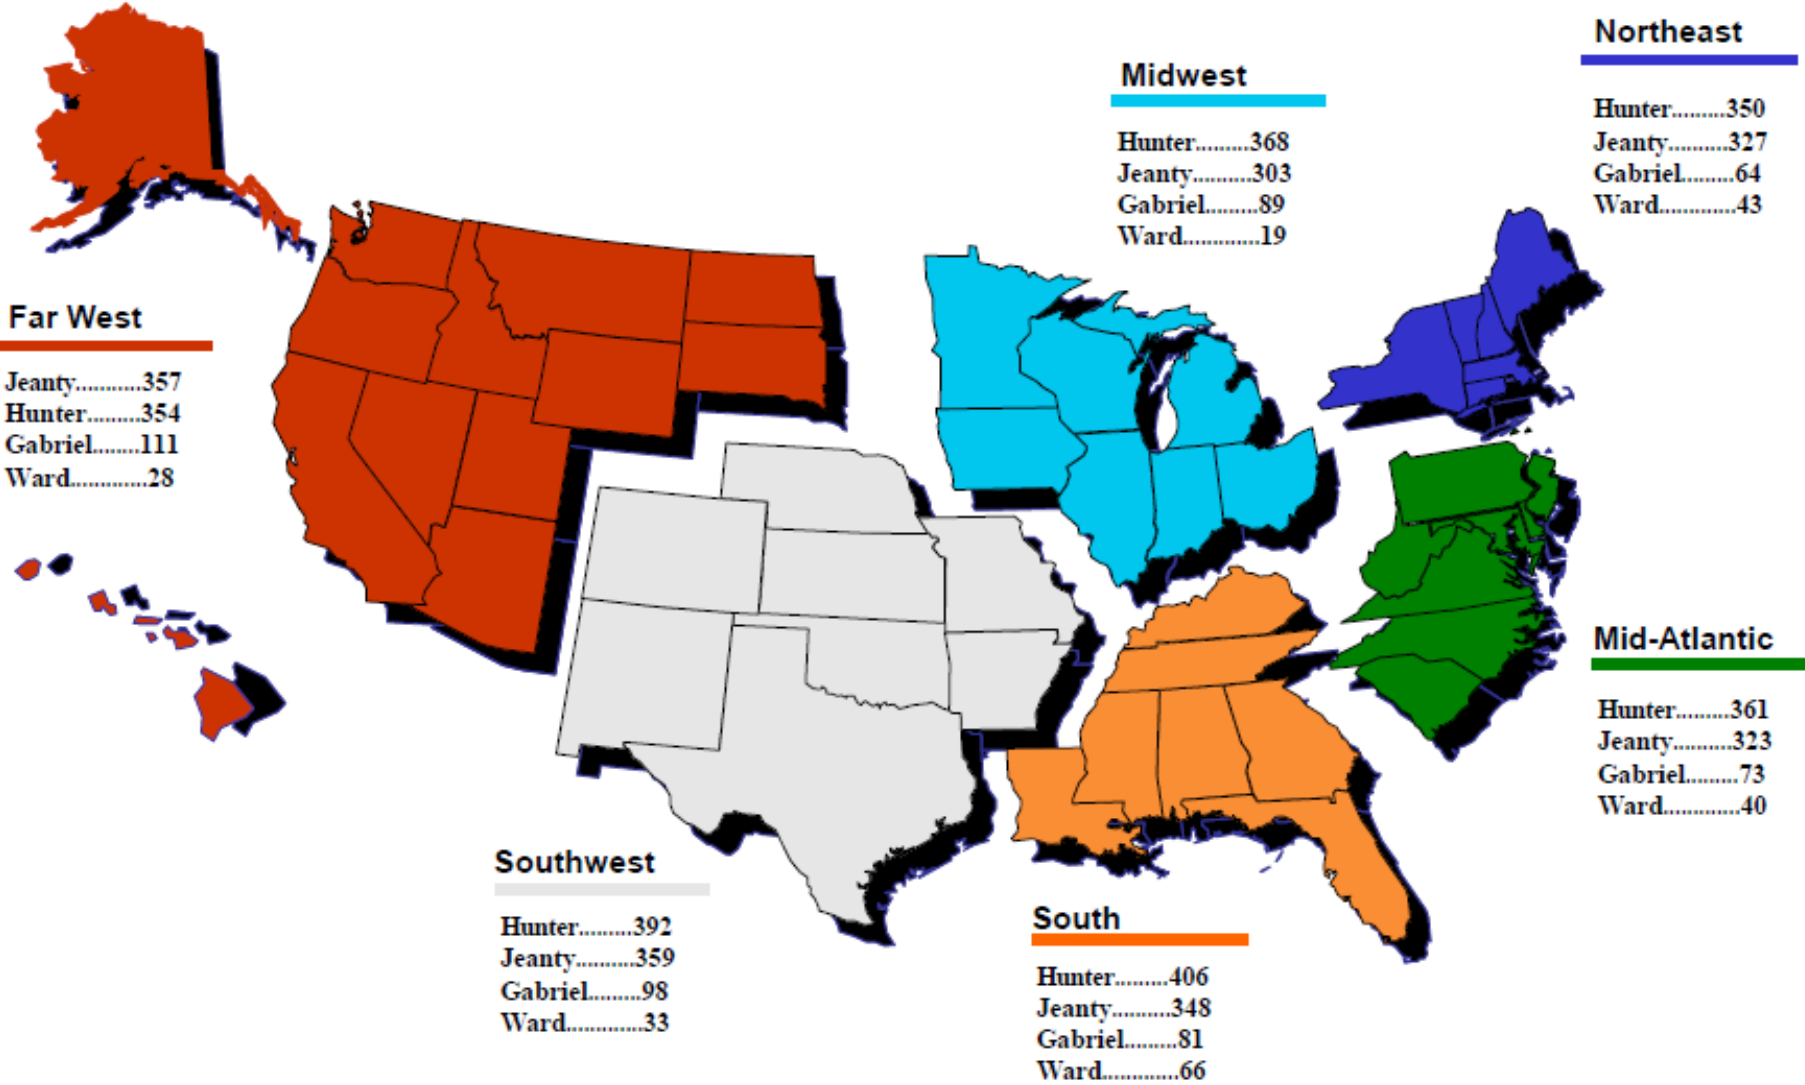 Northeast
Hunter.........350
Jeanty..........327
Gabriel.........64
Ward.............43
Midwest
Hunter.........368
Jeanty..........303
Gabriel.........89
Ward.............19
Far West
Jeanty...........357
Hunter.........354
Gabriel........111
Ward.............28
Mid-Atlantic
Hunter.........361
Jeanty..........323
Gabriel.........73
Ward.............40
Southwest
Hunter.........392
Jeanty..........359
Gabriel.........98
Ward.............33
South
Hunter.........406
Jeanty..........348
Gabriel.........81
Ward.............66